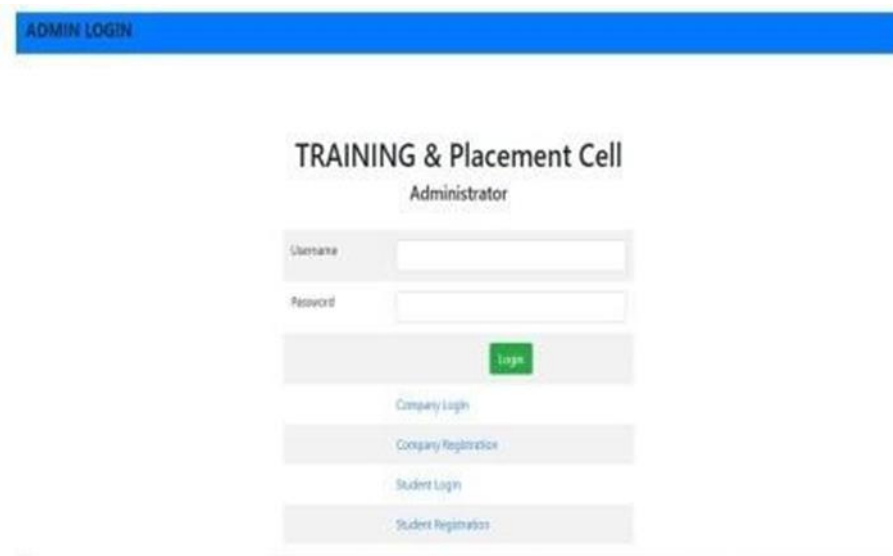 ADMIN LOGIN
TRAINING & Placement Cell
Administrator
Username
Password
Login
Company Login
Company Registration
Student Login
Student Registration